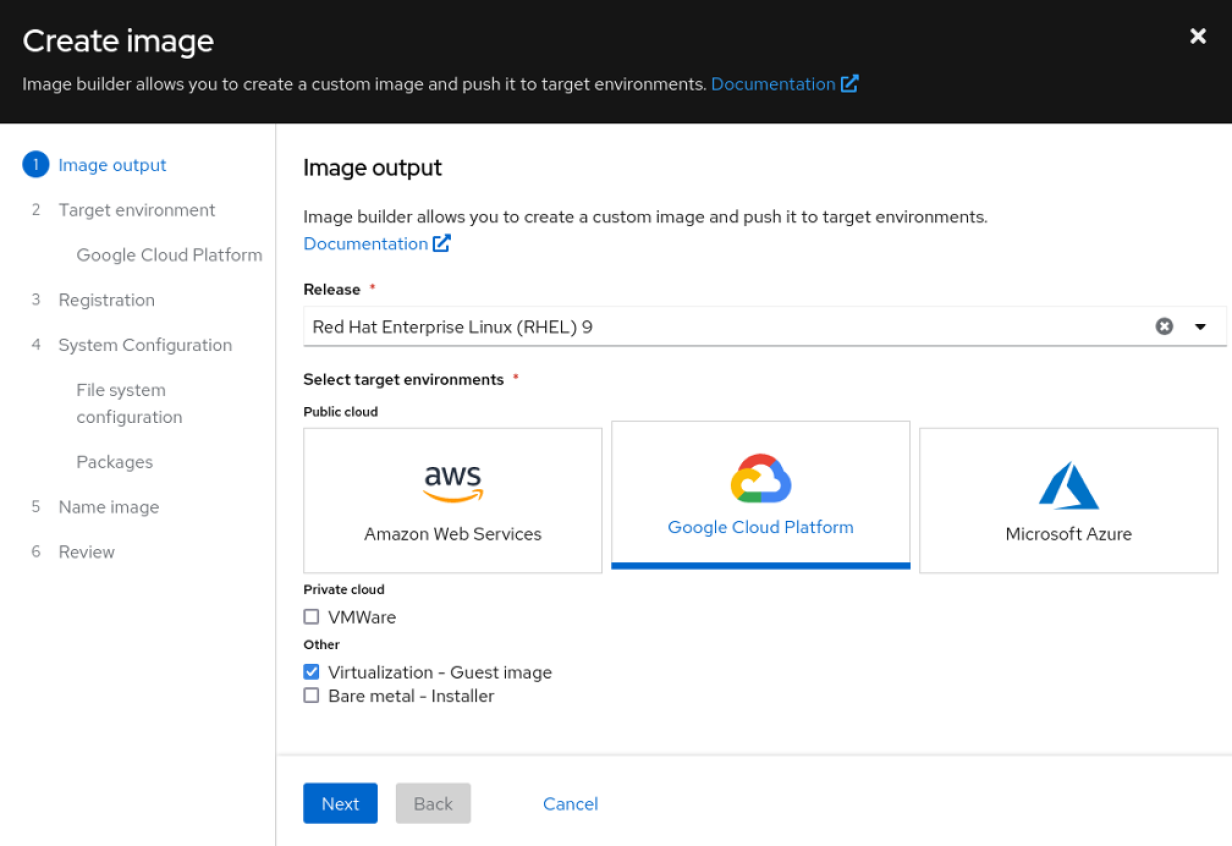 Create image
Image builder allows you to create a custom image and push it to target environments. Documentation
1 Image output
2 Target environment
Google Cloud Platform
3 Registration
4 System Configuration
File system
configuration
Packages
5 Name image
6 Review
Image output
Image builder allows you to create a custom image and push it to target environments.
Documentation
Release *
Red Hat Enterprise Linux (RHEL) 9
Select target environments *
Public cloud
aws
Amazon Web Services
Google Cloud Platform
Microsoft Azure
Private cloud
VMWare
Other
Virtualization - Guest image
Bare metal - Installer
Next Back Cancel